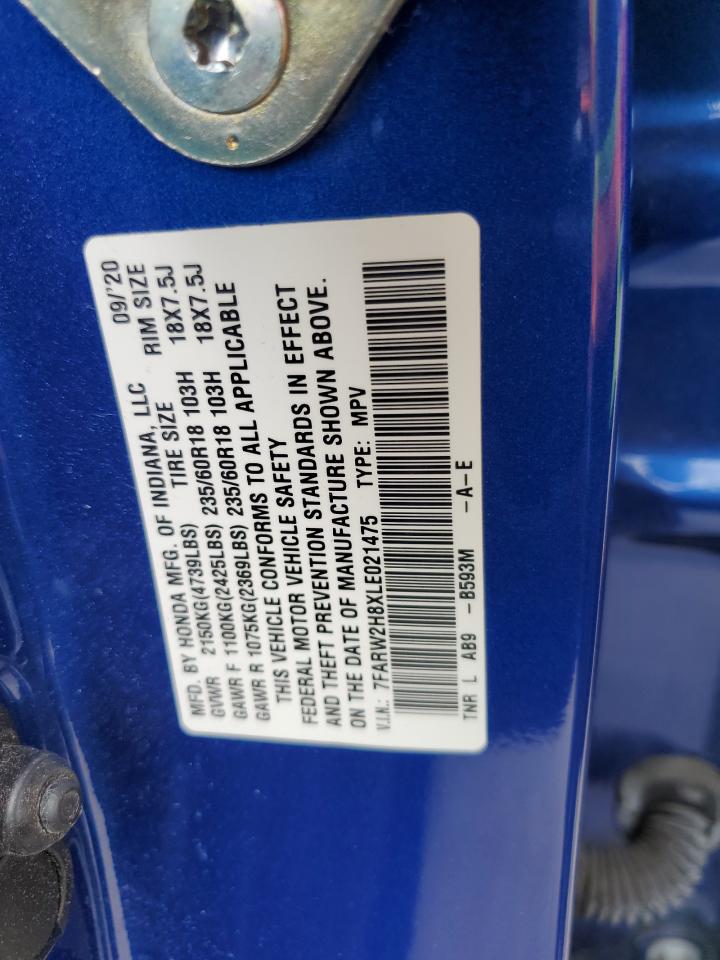 MFD. BY HONDA MFG. OF INDIANA, LLC 09/'20
GVWR 2150KG(4739LBS) TIRE SIZE RIM SIZE
GAWR F 1100KG(2425LBS) 235/60R18 103H 18X7.5J
GAWR R 1075KG(2369LBS) 235/60R18 103H 18X7.5J
THIS VEHICLE CONFORMS TO ALL APPLICABLE
FEDERAL MOTOR VEHICLE SAFETY
AND THEFT PREVENTION STANDARDS IN EFFECT
ON THE DATE OF MANUFACTURE SHOWN ABOVE.
V.I.N.: 7FARW2H8XLE021475 TYPE: MPV
TNR L AB9 -B593M -A-E